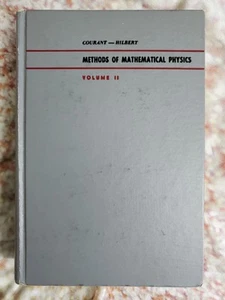 COURANT — HILBERT
METHODS OF MATHEMATICAL PHYSICS
VOLUME II